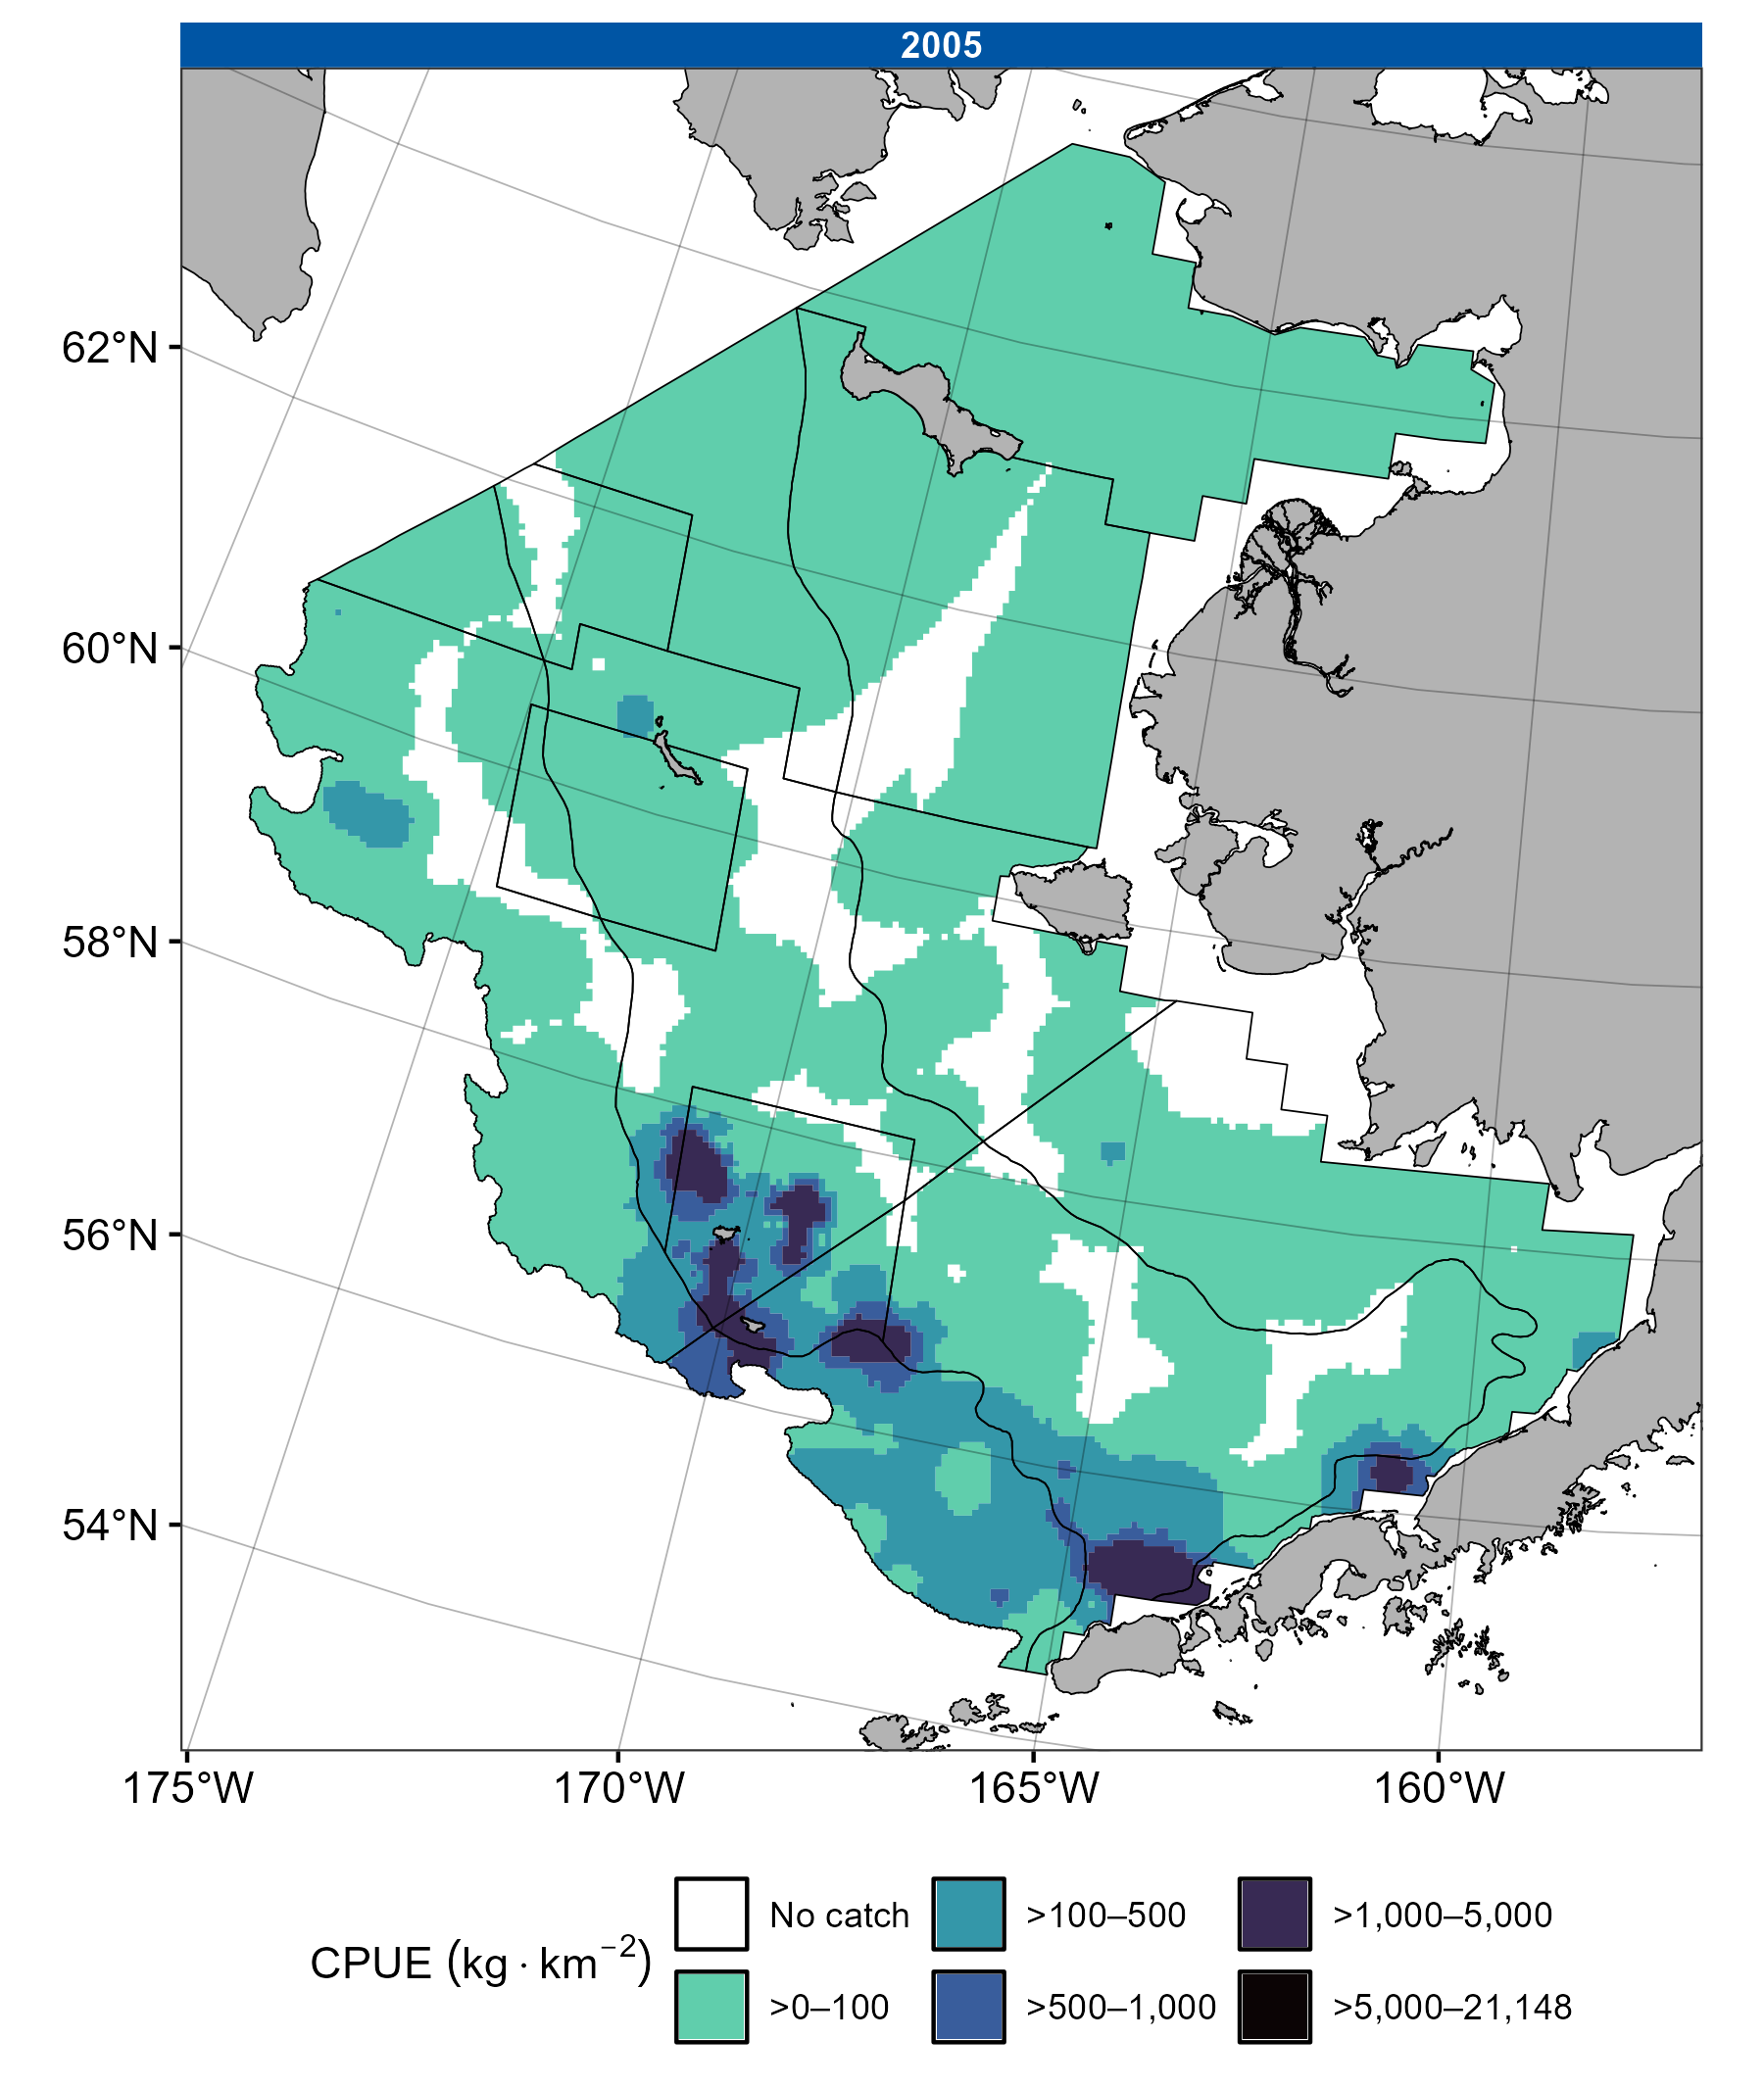 2005
62°N
60°N
58°N
56°N
54°N
175°W 170°W 165°W 160°W
CPUE (kg · km⁻²)
No catch >100–500 >1,000–5,000
>0–100 >500–1,000 >5,000–21,148